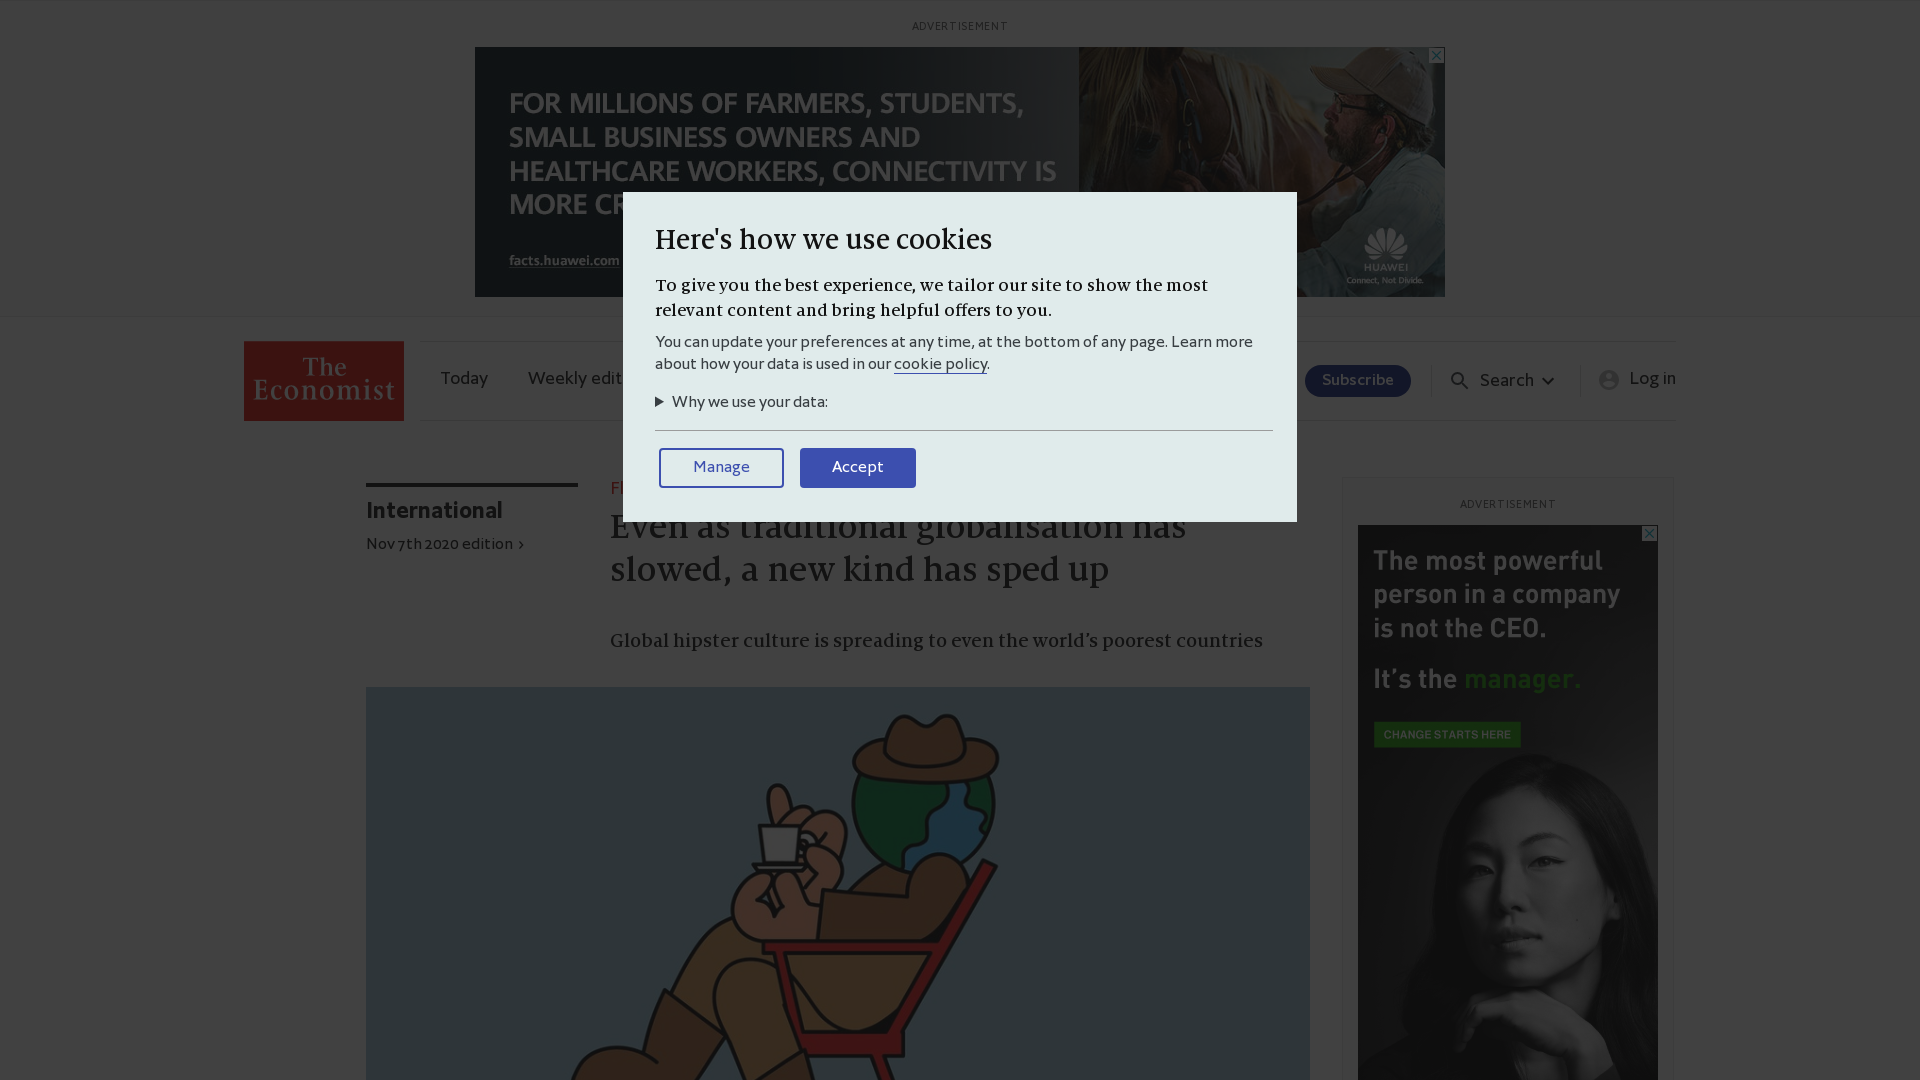 ADVERTISEMENT
FOR MILLIONS OF FARMERS, STUDENTS,
SMALL BUSINESS OWNERS AND
HEALTHCARE WORKERS, CONNECTIVITY IS
MORE
facts.huawei.com
HUAWEI
Connect, Not Divide.
Here's how we use cookies
To give you the best experience, we tailor our site to show the most
relevant content and bring helpful offers to you.
You can update your preferences at any time, at the bottom of any page. Learn more
about how your data is used in our cookie policy.
Why we use your data:
Manage
Accept
The
Economist
Today
Weekly edit
Subscribe
Search
Log in
International
Nov 7th 2020 edition ›
Even as traditional globalisation has
slowed, a new kind has sped up
Global hipster culture is spreading to even the world’s poorest countries
ADVERTISEMENT
The most powerful
person in a company
is not the CEO.
It’s the manager.
CHANGE STARTS HERE